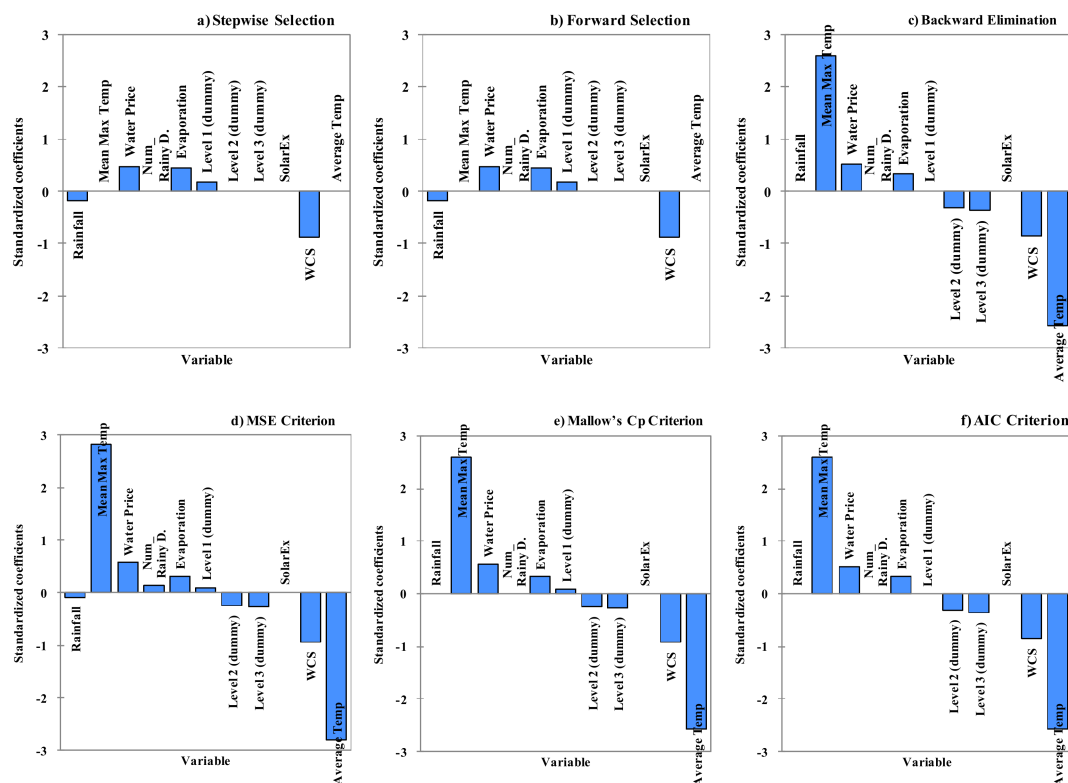 a) Stepwise Selection
Standardized coefficients
3
2
1
0
-1
-2
-3
Rainfall
Mean Max Temp
Water Price
Num_
Rainy D.
Evaporation
Level 1 (dummy)
Level 2 (dummy)
Level 3 (dummy)
SolarEx
WCS
Average Temp
Variable
b) Forward Selection
Standardized coefficients
3
2
1
0
-1
-2
-3
Rainfall
Mean Max Temp
Water Price
Num_
Rainy D.
Evaporation
Level 1 (dummy)
Level 2 (dummy)
Level 3 (dummy)
SolarEx
WCS
Average Temp
Variable
c) Backward Elimination
Standardized coefficients
3
2
1
0
-1
-2
-3
Rainfall
Mean Max Temp
Water Price
Num_
Rainy D.
Evaporation
Level 1 (dummy)
Level 2 (dummy)
Level 3 (dummy)
SolarEx
WCS
Average Temp
Variable
d) MSE Criterion
Standardized coefficients
3
2
1
0
-1
-2
-3
Rainfall
Mean Max Temp
Water Price
Num_
Rainy D.
Evaporation
Level 1 (dummy)
Level 2 (dummy)
Level 3 (dummy)
SolarEx
WCS
Average Temp
Variable
e) Mallow's Cp Criterion
Standardized coefficients
3
2
1
0
-1
-2
-3
Rainfall
Mean Max Temp
Water Price
Num_
Rainy D.
Evaporation
Level 1 (dummy)
Level 2 (dummy)
Level 3 (dummy)
SolarEx
WCS
Average Temp
Variable
f) AIC Criterion
Standardized coefficients
3
2
1
0
-1
-2
-3
Rainfall
Mean Max Temp
Water Price
Num_
Rainy D.
Evaporation
Level 1 (dummy)
Level 2 (dummy)
Level 3 (dummy)
SolarEx
WCS
Average Temp
Variable